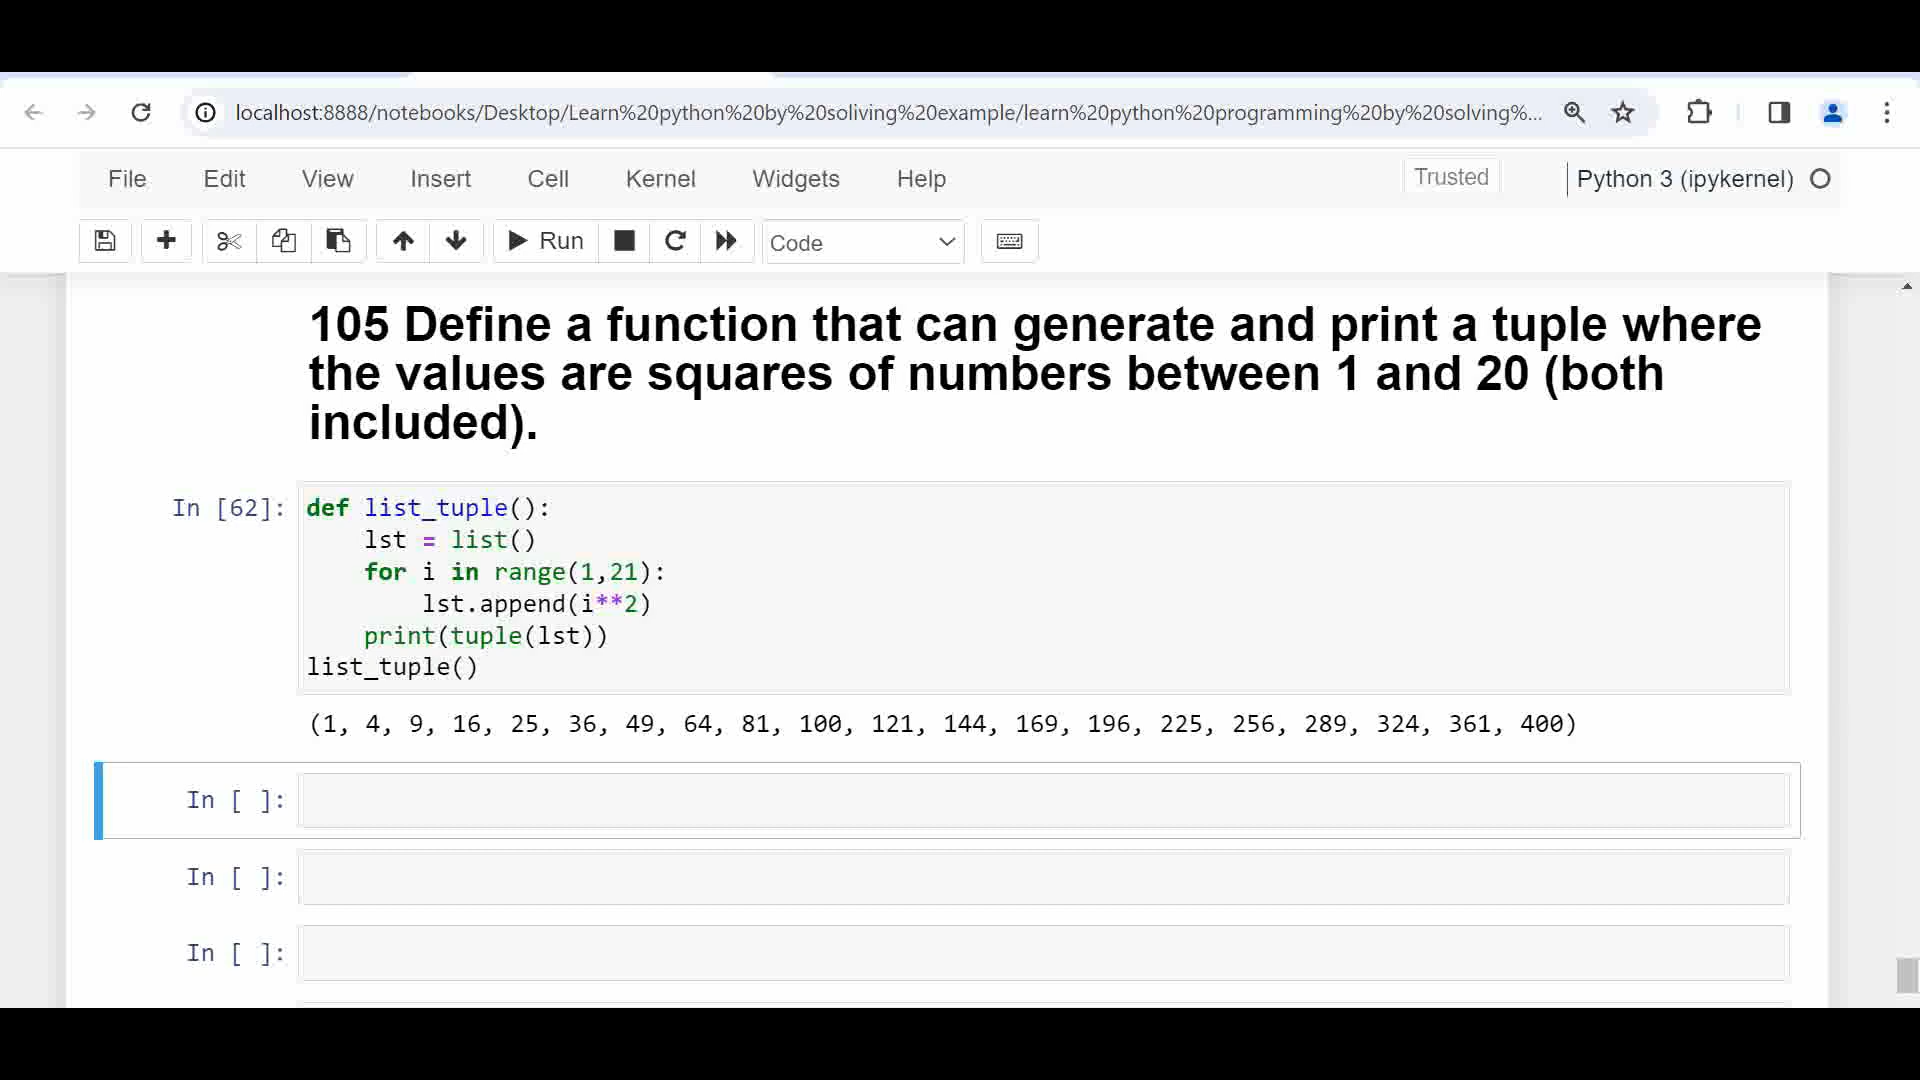 localhost:8888/notebooks/Desktop/Learn%20python%20by%20soliving%20example/learn%20python%20programming%20by%20solving%...
File Edit View Insert Cell Kernel Widgets Help Trusted Python 3 (ipykernel)
Run Code
105 Define a function that can generate and print a tuple where
the values are squares of numbers between 1 and 20 (both
included).
In [62]: def list_tuple():
    lst = list()
    for i in range(1,21):
        lst.append(i**2)
    print(tuple(lst))
list_tuple()
(1, 4, 9, 16, 25, 36, 49, 64, 81, 100, 121, 144, 169, 196, 225, 256, 289, 324, 361, 400)
In [ ]:
In [ ]:
In [ ]: